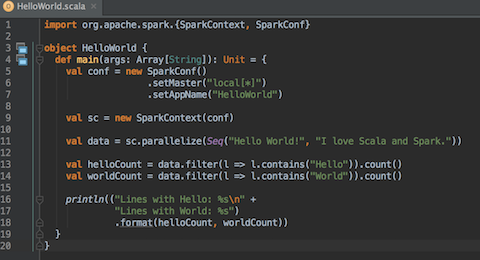 HelloWorld.scala
1 import org.apache.spark.{SparkContext, SparkConf}
2
3 object HelloWorld {
4 def main(args: Array[String]): Unit = {
5 val conf = new SparkConf()
6 .setMaster("local[*]")
7 .setAppName("HelloWorld")
8
9 val sc = new SparkContext(conf)
10
11 val data = sc.parallelize(Seq("Hello World!", "I love Scala and Spark."))
12
13 val helloCount = data.filter(l => l.contains("Hello")).count()
14 val worldCount = data.filter(l => l.contains("World")).count()
15
16 println(("Lines with Hello: %s\n" +
17 "Lines with World: %s")
18 .format(helloCount, worldCount))
19 }
20 }